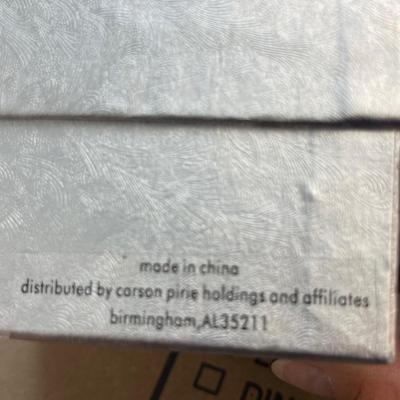 made in china
distributed by carson pirie holdings and affiliates
birmingham,AL35211